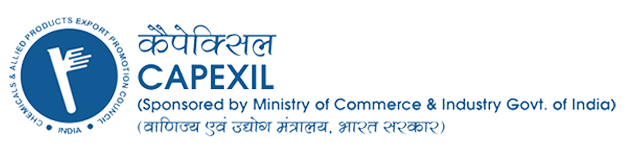 CHEMICALS & ALLIED PRODUCTS EXPORT PROMOTION COUNCIL
• INDIA •
कैपेक्सिल
CAPEXIL
(Sponsored by Ministry of Commerce & Industry Govt. of India)
(वाणिज्य एवं उद्योग मंत्रालय, भारत सरकार)